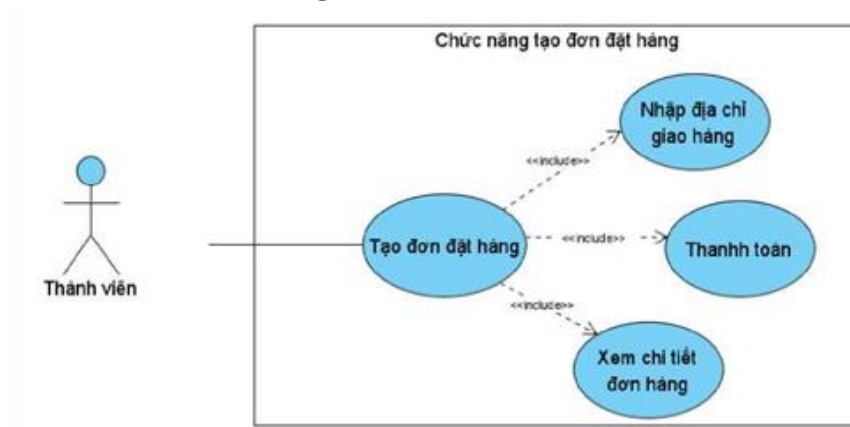 Chức năng tạo đơn đặt hàng
Nhập địa chỉ
giao hàng
<<include>>
Tạo đơn đặt hàng
<<include>>
Thanhh toán
Thành viên
<<include>>
Xem chi tiết
đơn hàng